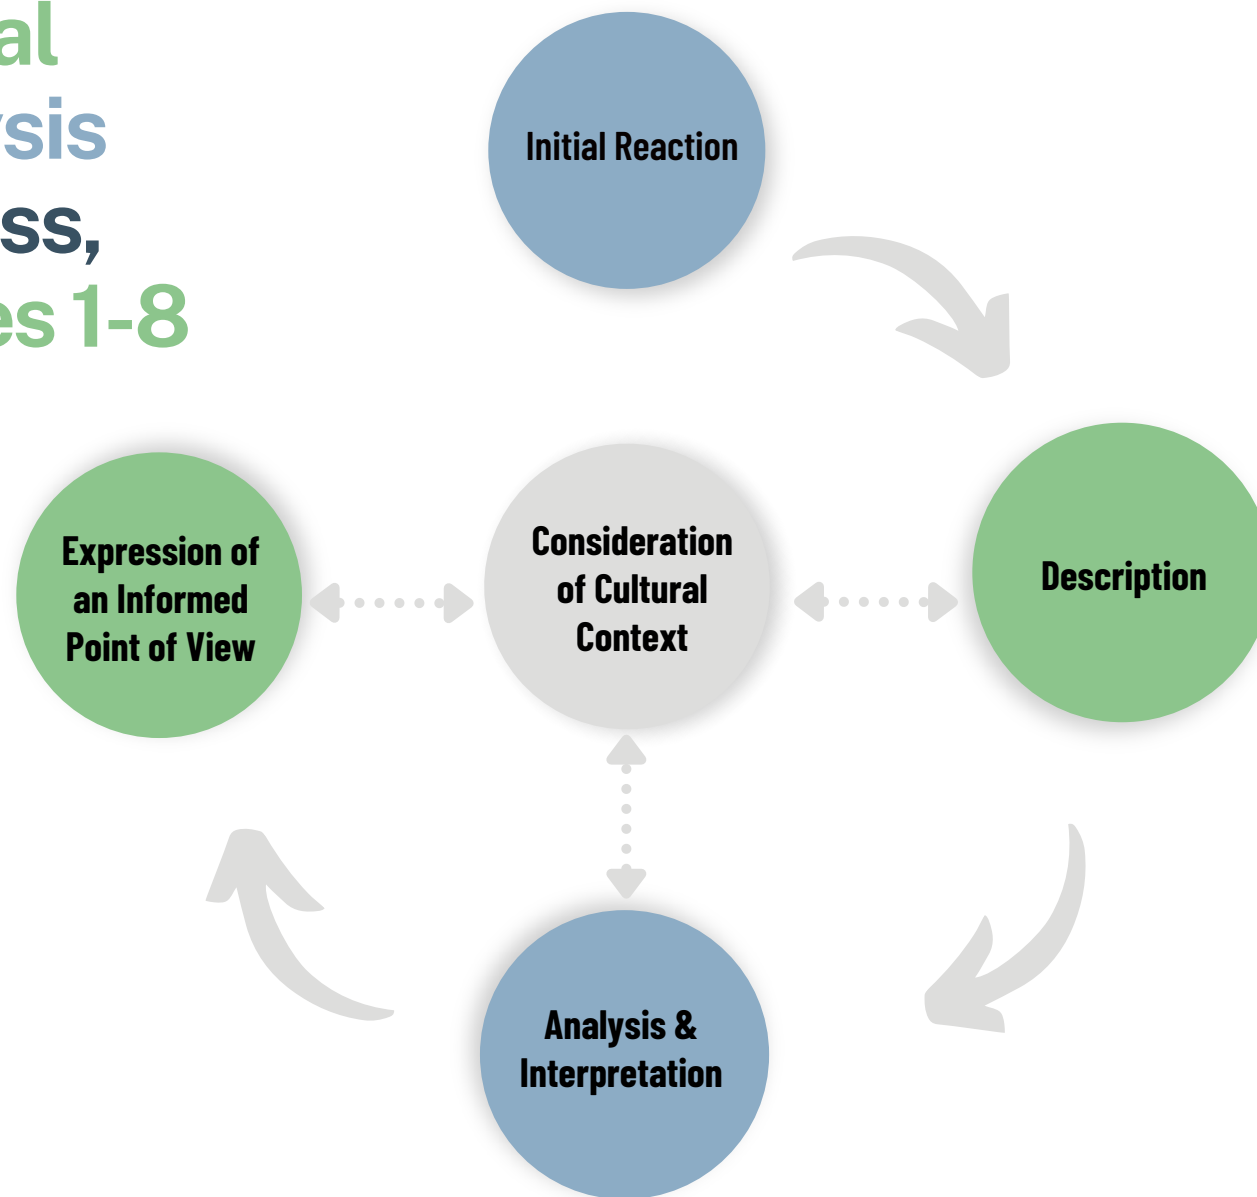 al
ysis
ss,
es 1-8
Initial Reaction
Expression of
an Informed
Point of View
Consideration
of Cultural
Context
Description
Analysis &
Interpretation